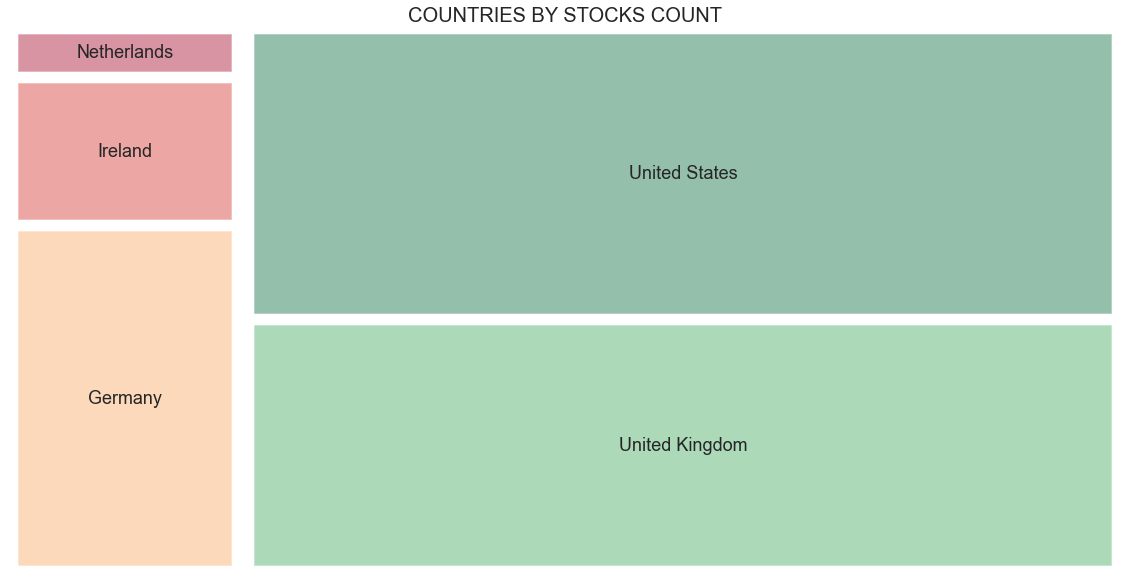 COUNTRIES BY STOCKS COUNT
Netherlands
Ireland
Germany
United States
United Kingdom